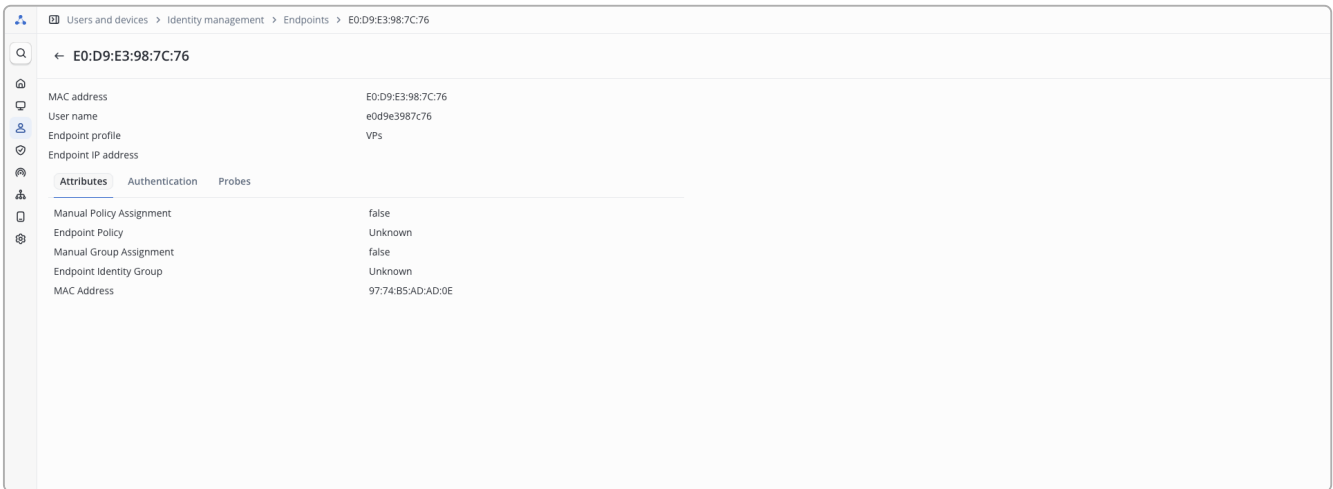 Users and devices > Identity management > Endpoints > E0:D9:E3:98:7C:76
← E0:D9:E3:98:7C:76
MAC address E0:D9:E3:98:7C:76
User name e0d9e3987c76
Endpoint profile VPs
Endpoint IP address
Attributes Authentication Probes
Manual Policy Assignment false
Endpoint Policy Unknown
Manual Group Assignment false
Endpoint Identity Group Unknown
MAC Address 97:74:B5:AD:AD:0E